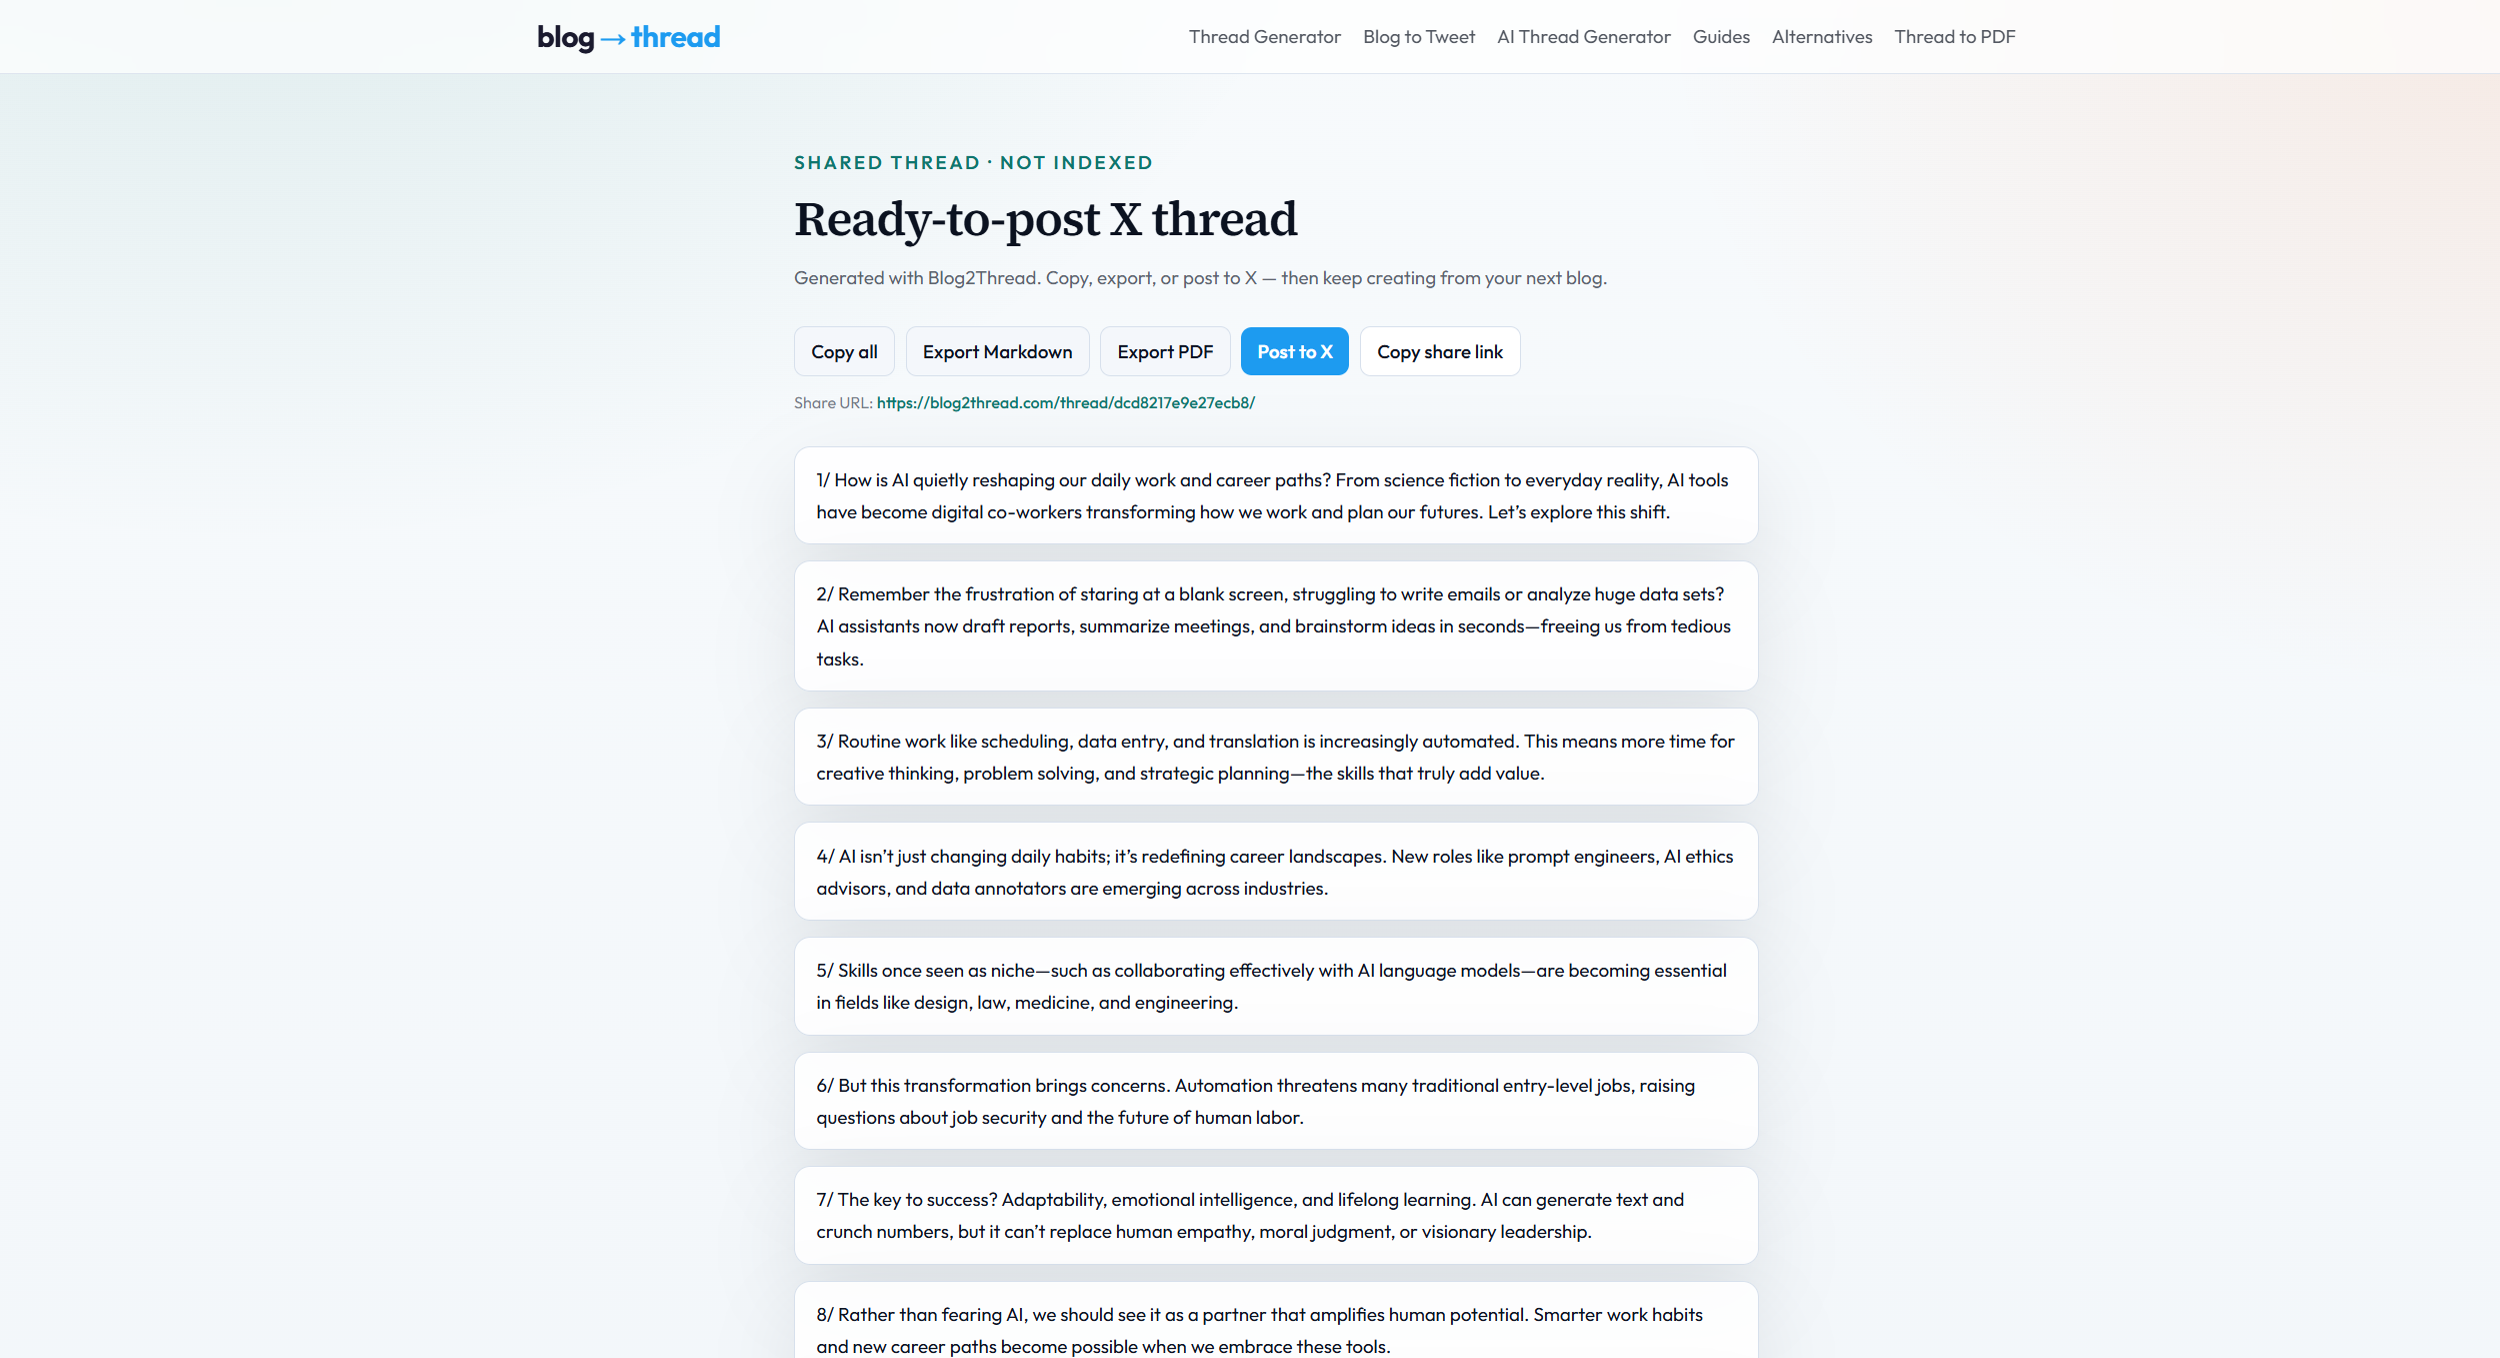 blog→thread
Thread Generator Blog to Tweet AI Thread Generator Guides Alternatives Thread to PDF
SHARED THREAD · NOT INDEXED
Ready-to-post X thread
Generated with Blog2Thread. Copy, export, or post to X — then keep creating from your next blog.
Copy all Export Markdown Export PDF Post to X Copy share link
Share URL: https://blog2thread.com/thread/dcd8217e9e27ecb8/
1/ How is AI quietly reshaping our daily work and career paths? From science fiction to everyday reality, AI tools
have become digital co-workers transforming how we work and plan our futures. Let’s explore this shift.
2/ Remember the frustration of staring at a blank screen, struggling to write emails or analyze huge data sets?
AI assistants now draft reports, summarize meetings, and brainstorm ideas in seconds—freeing us from tedious
tasks.
3/ Routine work like scheduling, data entry, and translation is increasingly automated. This means more time for
creative thinking, problem solving, and strategic planning—the skills that truly add value.
4/ AI isn’t just changing daily habits; it’s redefining career landscapes. New roles like prompt engineers, AI ethics
advisors, and data annotators are emerging across industries.
5/ Skills once seen as niche—such as collaborating effectively with AI language models—are becoming essential
in fields like design, law, medicine, and engineering.
6/ But this transformation brings concerns. Automation threatens many traditional entry-level jobs, raising
questions about job security and the future of human labor.
7/ The key to success? Adaptability, emotional intelligence, and lifelong learning. AI can generate text and
crunch numbers, but it can’t replace human empathy, moral judgment, or visionary leadership.
8/ Rather than fearing AI, we should see it as a partner that amplifies human potential. Smarter work habits
and new career paths become possible when we embrace these tools.